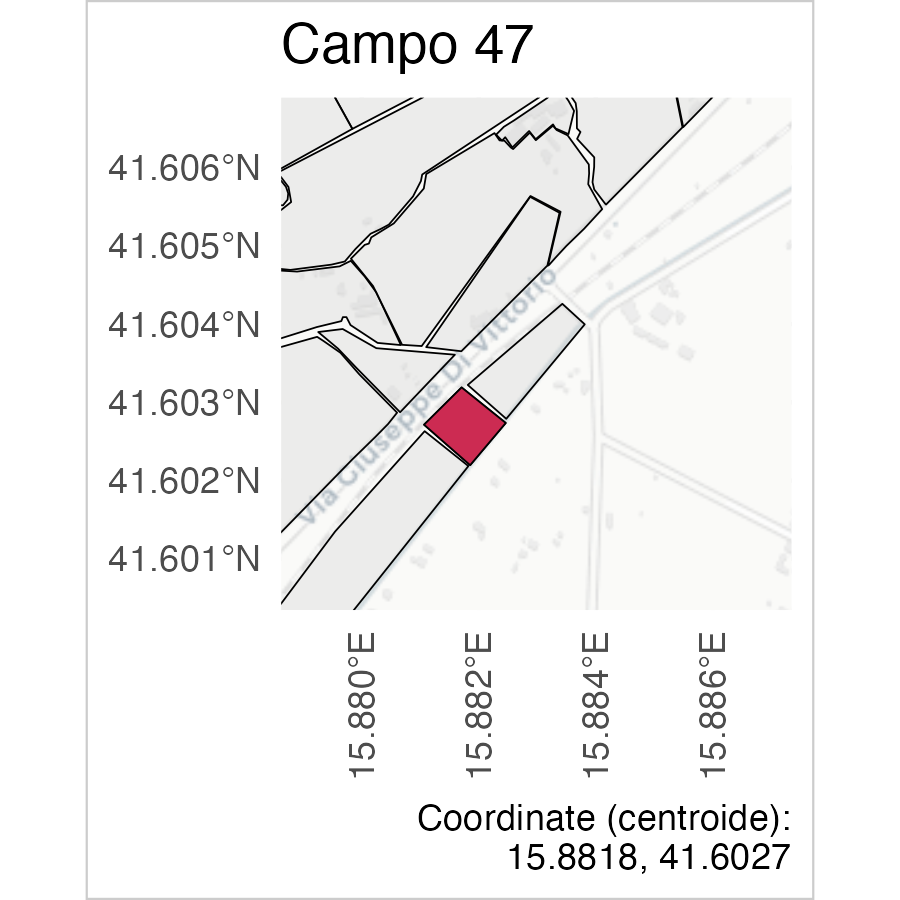 Campo 47
41.606°N
41.605°N
41.604°N
41.603°N
41.602°N
41.601°N
Via Giuseppe Di Vittorio
15.880°E
15.882°E
15.884°E
15.886°E
Coordinate (centroide):
15.8818, 41.6027